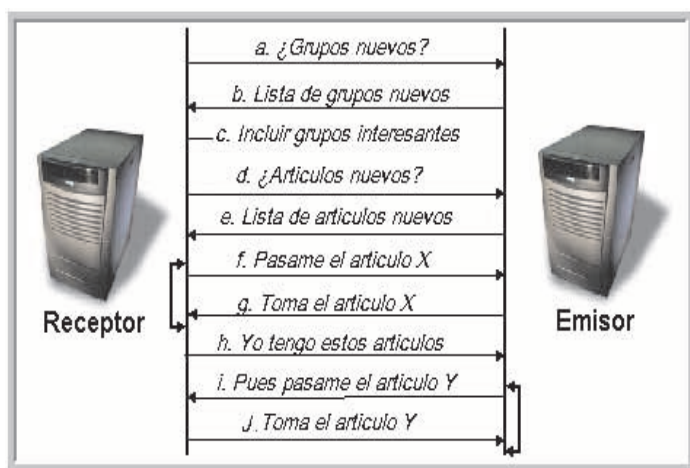 a. ¿Grupos nuevos?
b. Lista de grupos nuevos
c. Incluir grupos interesantes
d. ¿Articulos nuevos?
e. Lista de articulos nuevos
f. Pasame el articulo X
g. Toma el articulo X
h. Yo tengo estos articulos
i. Pues pasame el articulo Y
J. Toma el articulo Y
Receptor
Emisor